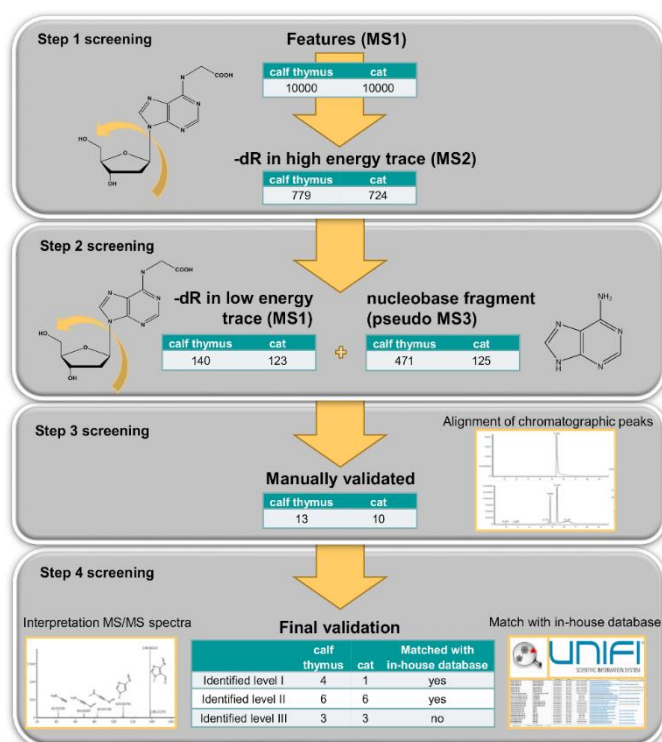 Step 1 screening
Features (MS1)
calf thymus cat
10000 10000
COOH
N
N
N
N
N
HO
O
OH
-dR in high energy trace (MS2)
calf thymus cat
779 724
Step 2 screening
COOH
N
N
N
N
N
HO
O
OH
-dR in low energy
trace (MS1)
calf thymus cat
140 123
+
nucleobase fragment
(pseudo MS3)
calf thymus cat
471 125
NH2
N
N
N
N
H
Step 3 screening
Alignment of chromatographic peaks
Manually validated
calf thymus cat
13 10
Step 4 screening
Interpretation MS/MS spectra
Final validation
Match with in-house database
calf thymus cat Matched with in-house database
Identified level I 4 1 yes
Identified level II 6 6 yes
Identified level III 3 3 no
UNIFI
SCIENTIFIC INFORMATION SYSTEM